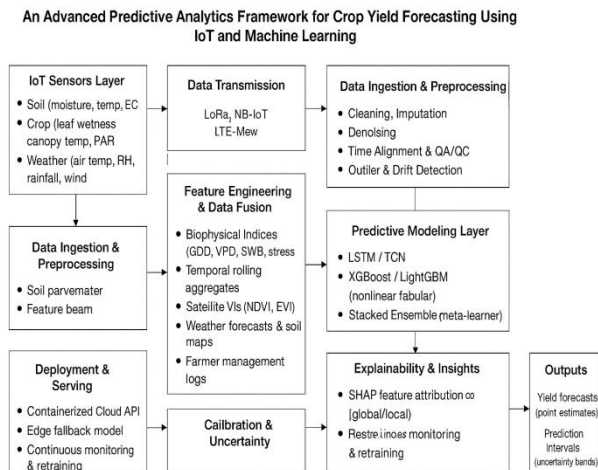 An Advanced Predictive Analytics Framework for Crop Yield Forecasting Using
IoT and Machine Learning
IoT Sensors Layer
• Soil (moisture, temp, EC
• Crop (leaf wetness
canopy temp, PAR
• Weather (air temp, RH,
rainfall, wind
Data Transmission
LoRa, NB-IoT
LTE-Mew
Data Ingestion & Preprocessing
• Cleaning, Imputation
• Denolsing
• Time Alignment & QA/QC
• Outiler & Drift Detection
Data Ingestion &
Preprocessing
• Soil parvemater
• Feature beam
Feature Engineering
& Data Fusion
• Biophysical Indices
(GDD, VPD, SWB, stress
• Temporal rolling
aggregates
• Sateilite VIs (NDVI, EVI)
• Weather forecasts & soil
maps
• Farmer management
logs
Predictive Modeling Layer
• LSTM / TCN
• XGBoost / LightGBM
(nonlinear fabular)
• Stacked Ensemble (meta-learner)
Deployment &
Serving
• Containerized Cloud API
• Edge fallback model
• Continuous monitoring
& retraining
Cailbration &
Uncertainty
Explainability & Insights
• SHAP feature attribution co
[global/local)
• monitoring
& retraining
Outputs
Yield forecasts
(point estimates)
Prediction
Intervals
(uncertainty bands)